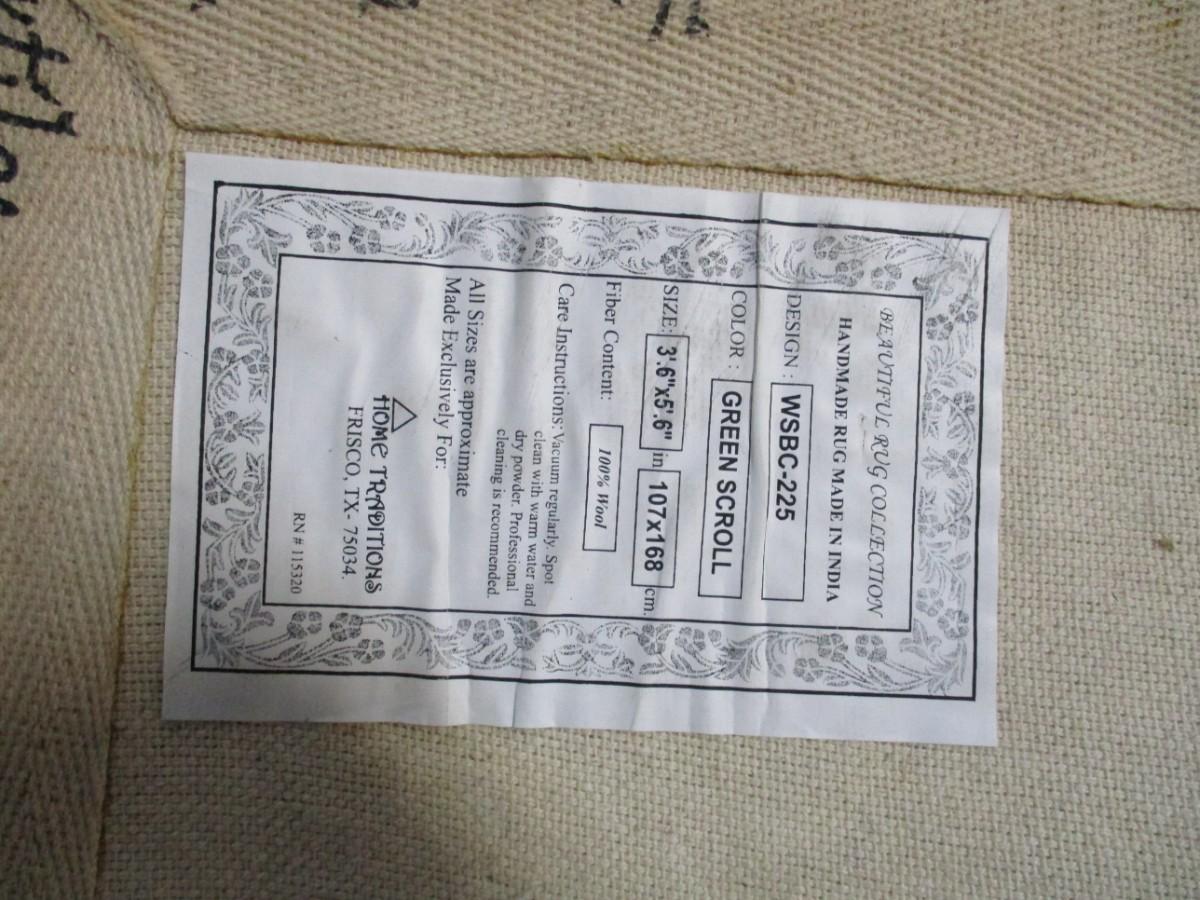 BEAUTIFUL RUG COLLECTION
HANDMADE RUG MADE IN INDIA
DESIGN : WSBC-225
COLOR : GREEN SCROLL
SIZE: 3'.6"x5'.6" in 107x168 cm.
Fiber Content: 100% Wool
Care Instructions: Vacuum regularly. Spot
clean with warm water and
dry powder. Professional
cleaning is recommended.
All Sizes are approximate
Made Exclusively For:
HOME TRADITIONS
FRISCO, TX- 75034.
RN # 115320